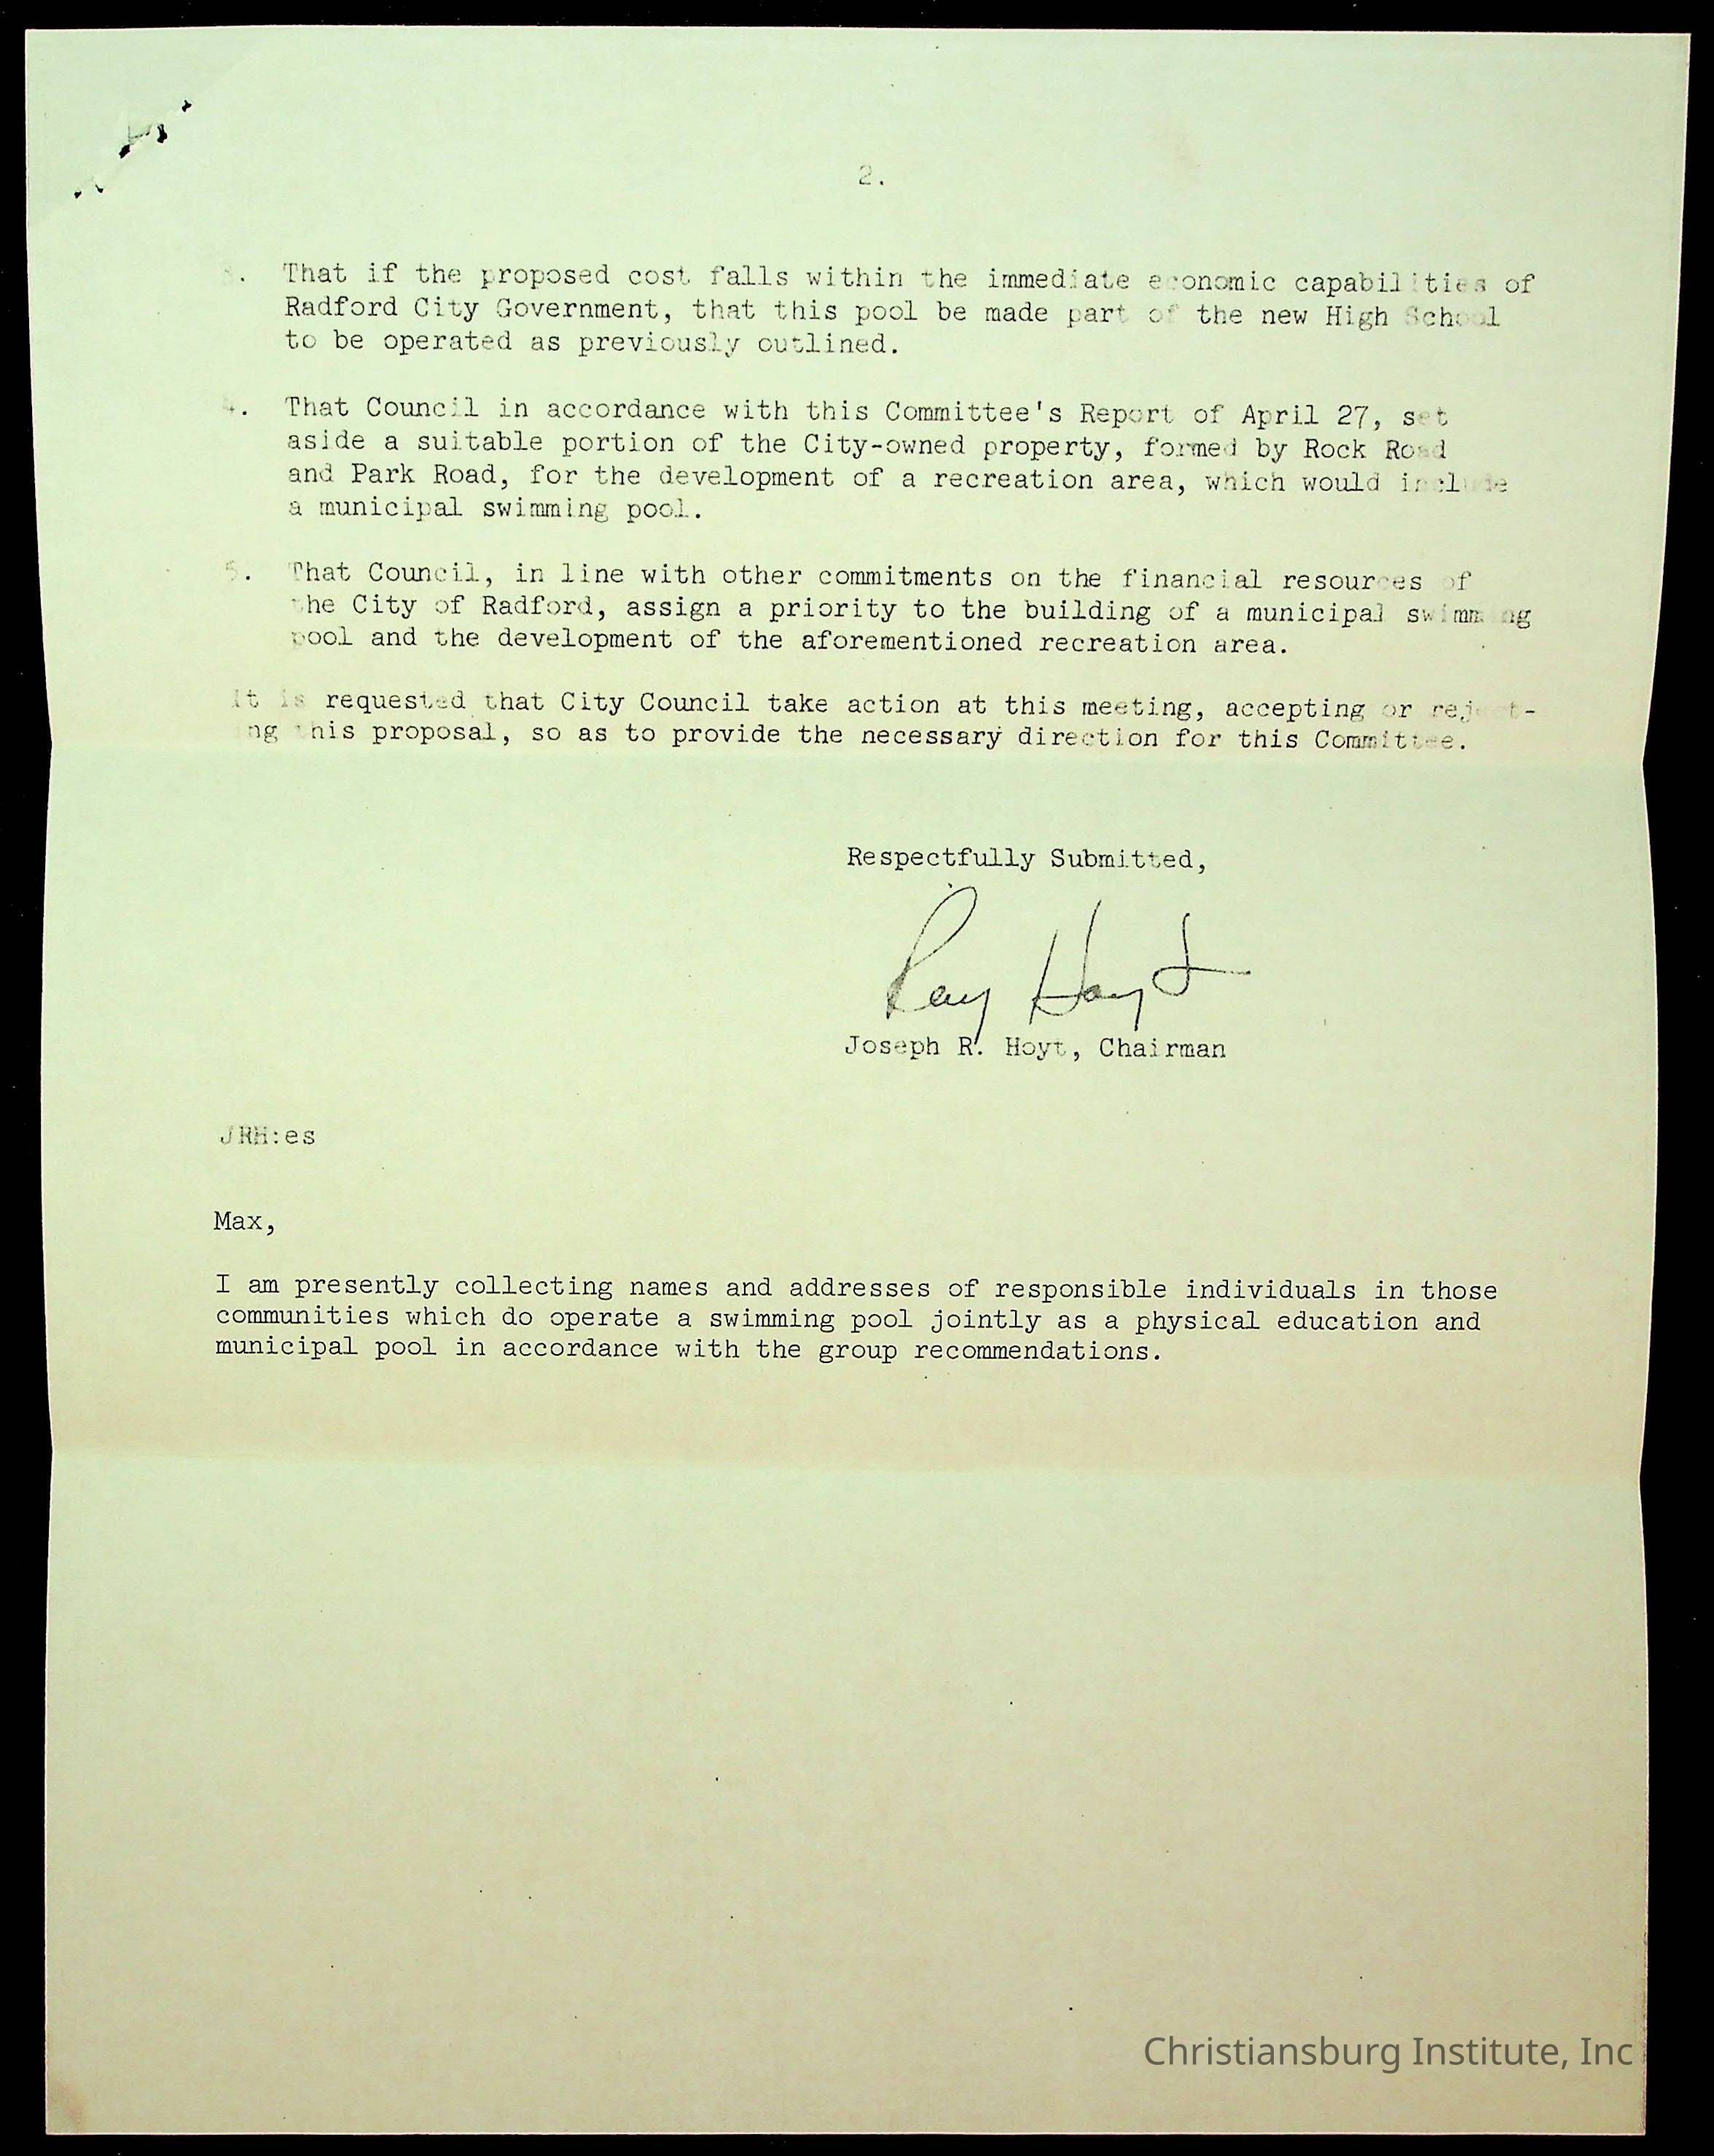 2.
3. That if the proposed cost falls within the immediate economic capabilities of
Radford City Government, that this pool be made part of the new High School
to be operated as previously outlined.
4. That Council in accordance with this Committee's Report of April 27, set
aside a suitable portion of the City-owned property, formed by Rock Road
and Park Road, for the development of a recreation area, which would include
a municipal swimming pool.
5. That Council, in line with other commitments on the financial resources of
the City of Radford, assign a priority to the building of a municipal swimming
pool and the development of the aforementioned recreation area.
It is requested that City Council take action at this meeting, accepting or reject-
ing this proposal, so as to provide the necessary direction for this Committee.
Respectfully Submitted,
Ray Hoyt
Joseph R. Hoyt, Chairman
JRH:es
Max,
I am presently collecting names and addresses of responsible individuals in those
communities which do operate a swimming pool jointly as a physical education and
municipal pool in accordance with the group recommendations.
Christiansburg Institute, Inc